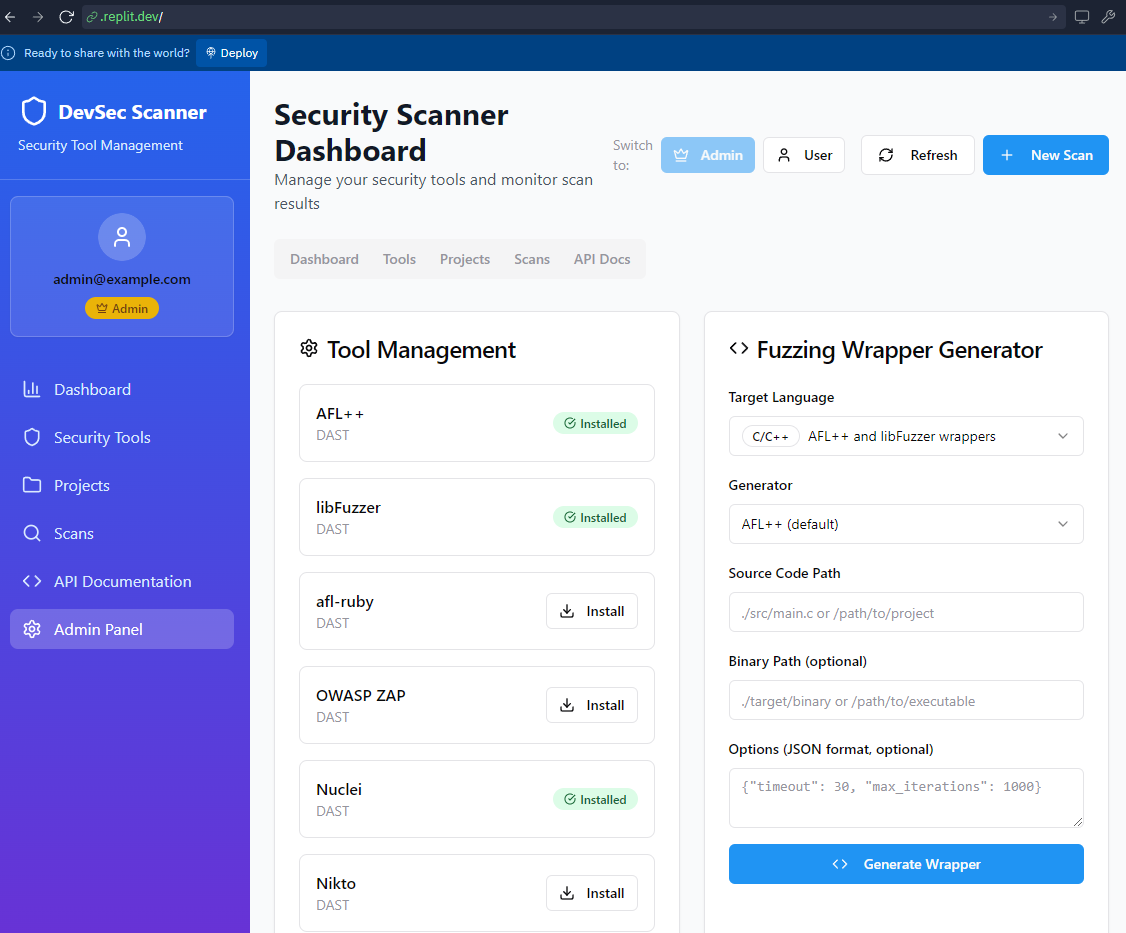 .replit.dev/
Ready to share with the world?
Deploy
DevSec Scanner
Security Tool Management
admin@example.com
Admin
Dashboard
Security Tools
Projects
Scans
API Documentation
Admin Panel
Security Scanner
Dashboard
Manage your security tools and monitor scan
results
Switch
to:
Admin
User
Refresh
New Scan
Dashboard
Tools
Projects
Scans
API Docs
Tool Management
AFL++
DAST
Installed
libFuzzer
DAST
Installed
afl-ruby
DAST
Install
OWASP ZAP
DAST
Install
Nuclei
DAST
Installed
Nikto
DAST
Install
Fuzzing Wrapper Generator
Target Language
C/C++ AFL++ and libFuzzer wrappers
Generator
AFL++ (default)
Source Code Path
./src/main.c or /path/to/project
Binary Path (optional)
./target/binary or /path/to/executable
Options (JSON format, optional)
{"timeout": 30, "max_iterations": 1000}
Generate Wrapper